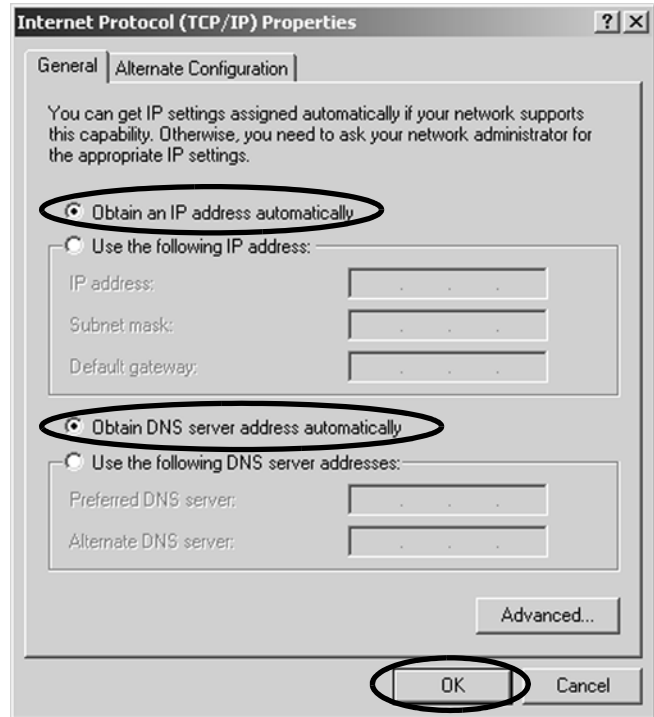 Internet Protocol (TCP/IP) Properties
General
Alternate Configuration
You can get IP settings assigned automatically if your network supports
this capability. Otherwise, you need to ask your network administrator for
the appropriate IP settings.
Obtain an IP address automatically
Use the following IP address:
IP address:
Subnet mask:
Default gateway:
Obtain DNS server address automatically
Use the following DNS server addresses:
Preferred DNS server:
Alternate DNS server:
Advanced...
OK
Cancel